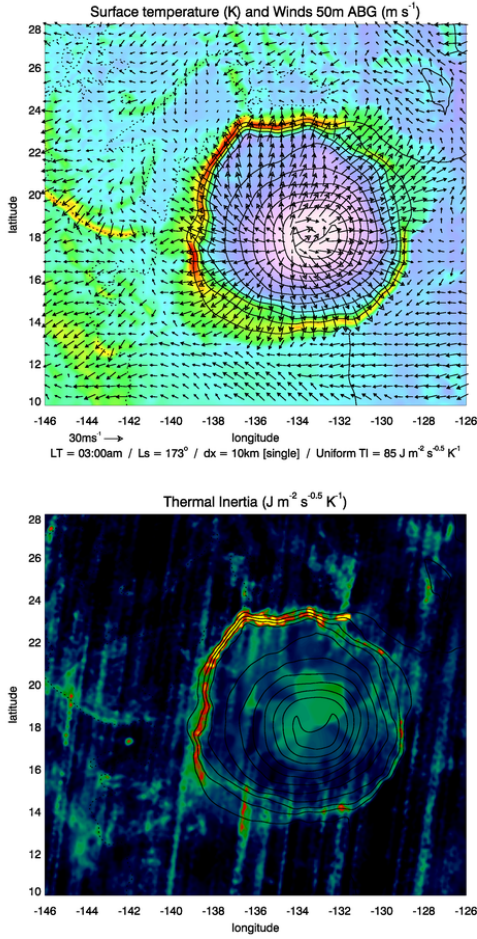 Surface temperature (K) and Winds 50m ABG (m s⁻¹)
28
26
24
22
20
18
16
14
12
10
latitude
-146 -144 -142 -140 -138 -136 -134 -132 -130 -128 -126
30ms⁻¹ longitude
LT = 03:00am / Ls = 173° / dx = 10km [single] / Uniform TI = 85 J m⁻² s⁻⁰·⁵ K⁻¹
Thermal Inertia (J m⁻² s⁻⁰·⁵ K⁻¹)
28
26
24
22
20
18
16
14
12
10
latitude
-146 -144 -142 -140 -138 -136 -134 -132 -130 -128 -126
longitude